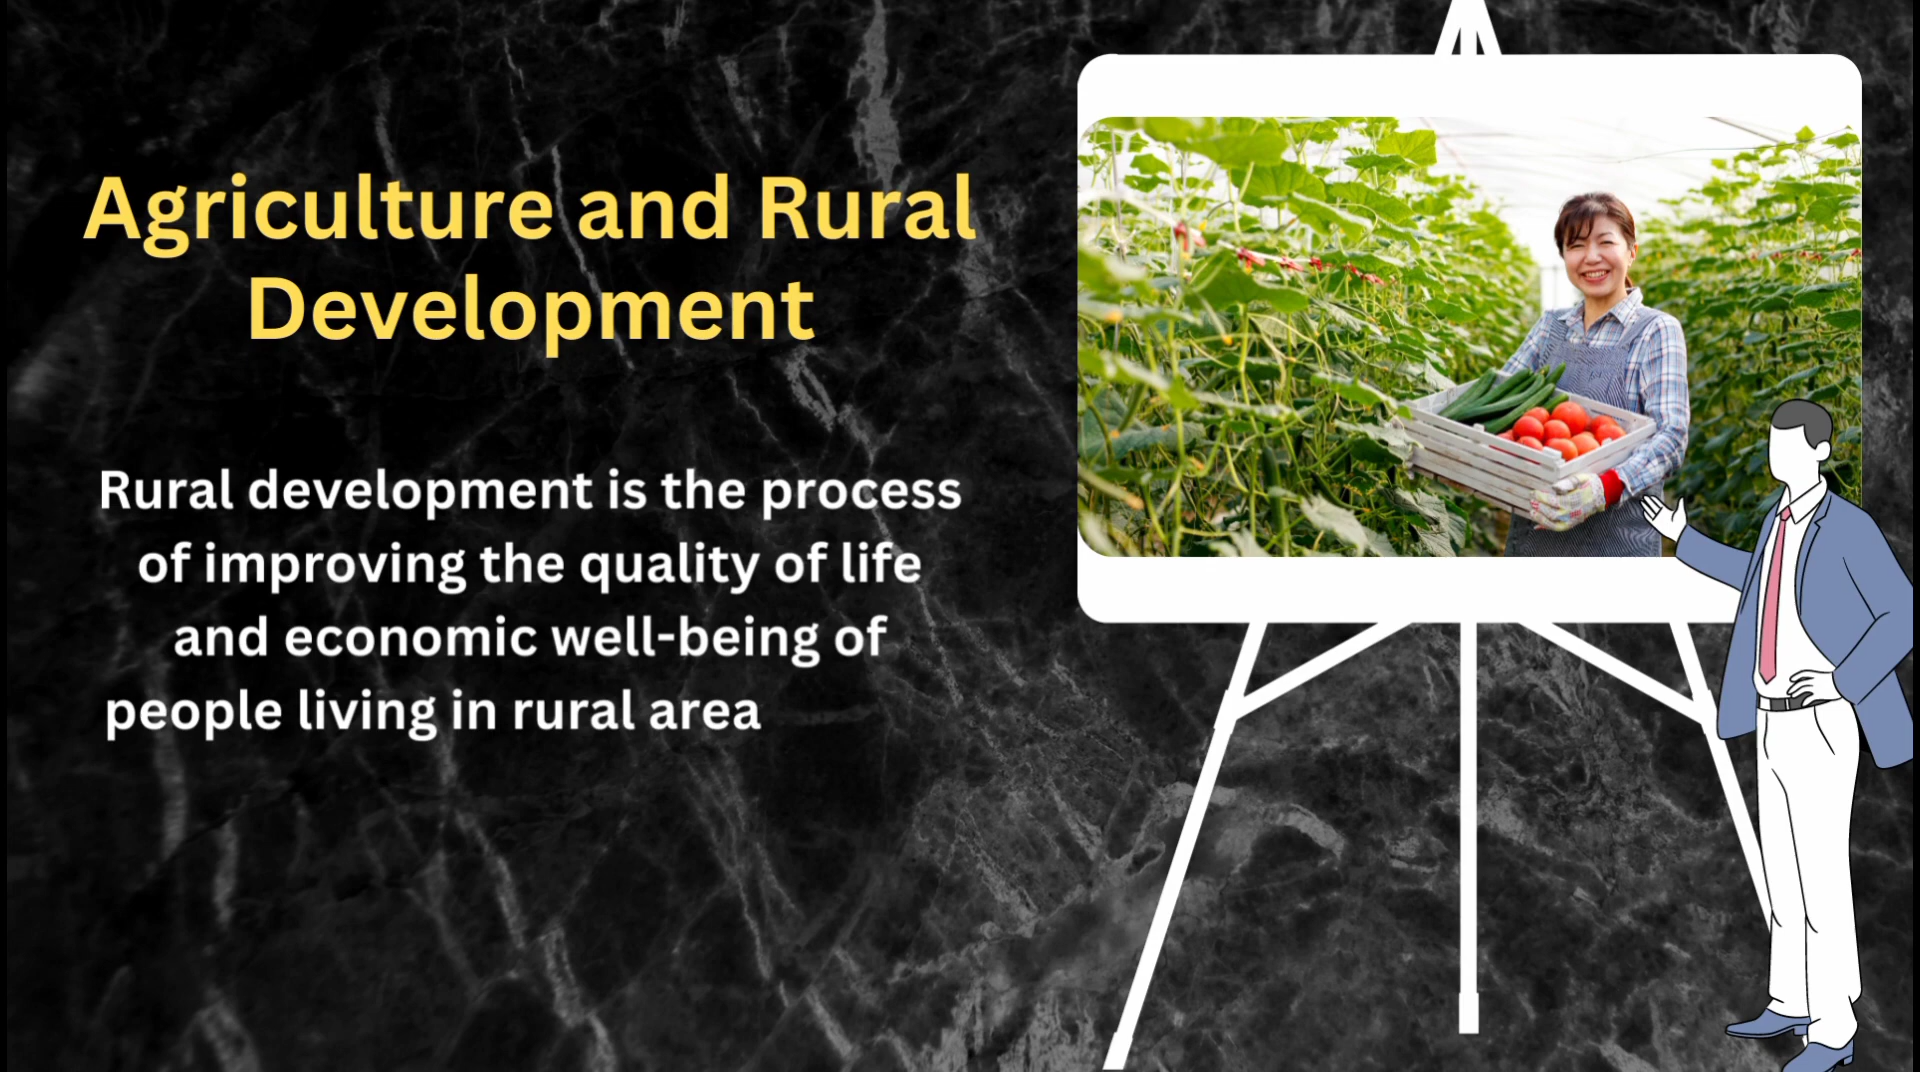 Agriculture and Rural
Development
Rural development is the process
of improving the quality of life
and economic well-being of
people living in rural area